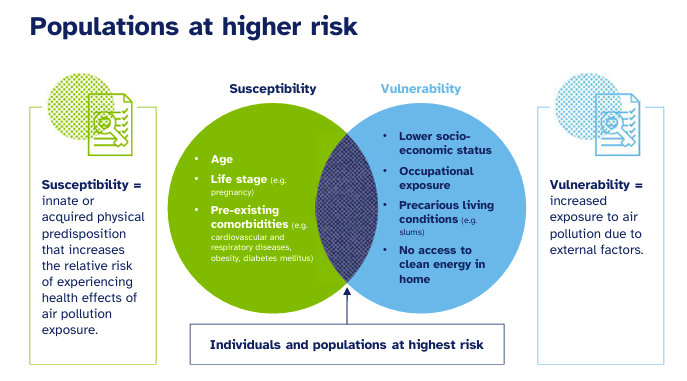 Populations at higher risk
Susceptibility
Vulnerability
Susceptibility =
innate or
acquired physical
predisposition
that increases
the relative risk
of experiencing
health effects of
air pollution
exposure.
• Age
• Life stage (e.g.
pregnancy)
• Pre-existing
comorbidities (e.g.
cardiovascular and
respiratory diseases,
obesity, diabetes mellitus)
• Lower socio-
economic status
• Occupational
exposure
• Precarious living
conditions (e.g.
slums)
• No access to
clean energy in
home
Vulnerability =
increased
exposure to air
pollution due to
external factors.
Individuals and populations at highest risk